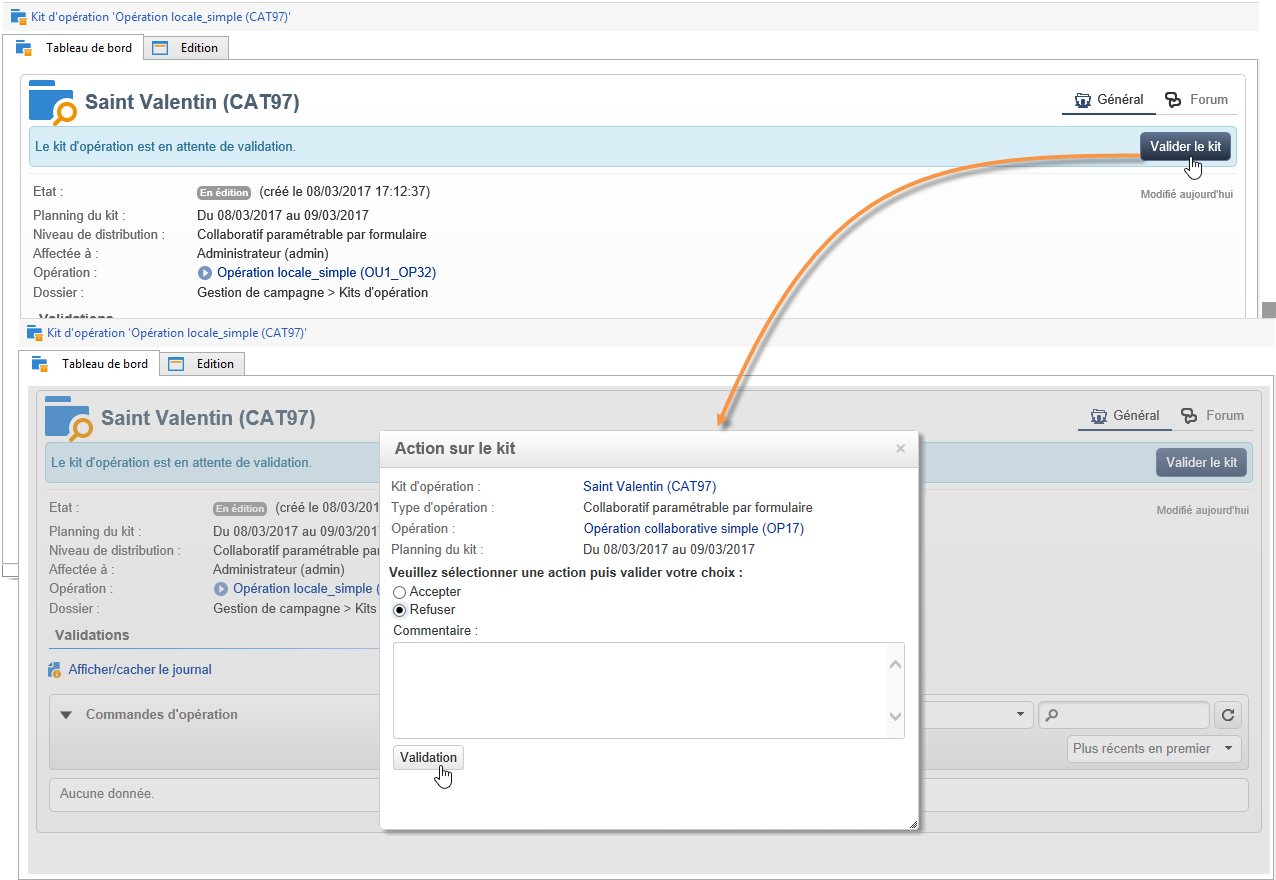 Kit d'opération 'Opération locale_simple (CAT97)'
Tableau de bord
Edition
Saint Valentin (CAT97)
Général
Forum
Le kit d'opération est en attente de validation.
Valider le kit
Etat :
En édition (créé le 08/03/2017 17:12:37)
Modifié aujourd'hui
Planning du kit :
Du 08/03/2017 au 09/03/2017
Niveau de distribution :
Collaboratif paramétrable par formulaire
Affectée à :
Administrateur (admin)
Opération :
Opération locale_simple (OU1_OP32)
Dossier :
Gestion de campagne > Kits d'opération
Validations
Kit d'opération 'Opération locale_simple (CAT97)'
Tableau de bord
Edition
Saint Valentin (CAT97)
Général
Forum
Le kit d'opération est en attente de validation.
Valider le kit
Etat :
En édition (créé le 08/03/201
Modifié aujourd'hui
Planning du kit :
Du 08/03/2017 au 09/03/201
Niveau de distribution :
Collaboratif paramétrable pa
Affectée à :
Administrateur (admin)
Opération :
Opération locale_simple (
Dossier :
Gestion de campagne > Kits
Validations
Afficher/cacher le journal
Commandes d'opération
Plus récents en premier
Aucune donnée.
Action sur le kit
Kit d'opération :
Saint Valentin (CAT97)
Type d'opération :
Collaboratif paramétrable par formulaire
Opération :
Opération collaborative simple (OP17)
Planning du kit :
Du 08/03/2017 au 09/03/2017
Veuillez sélectionner une action puis valider votre choix :
Accepter
Refuser
Commentaire :
Validation